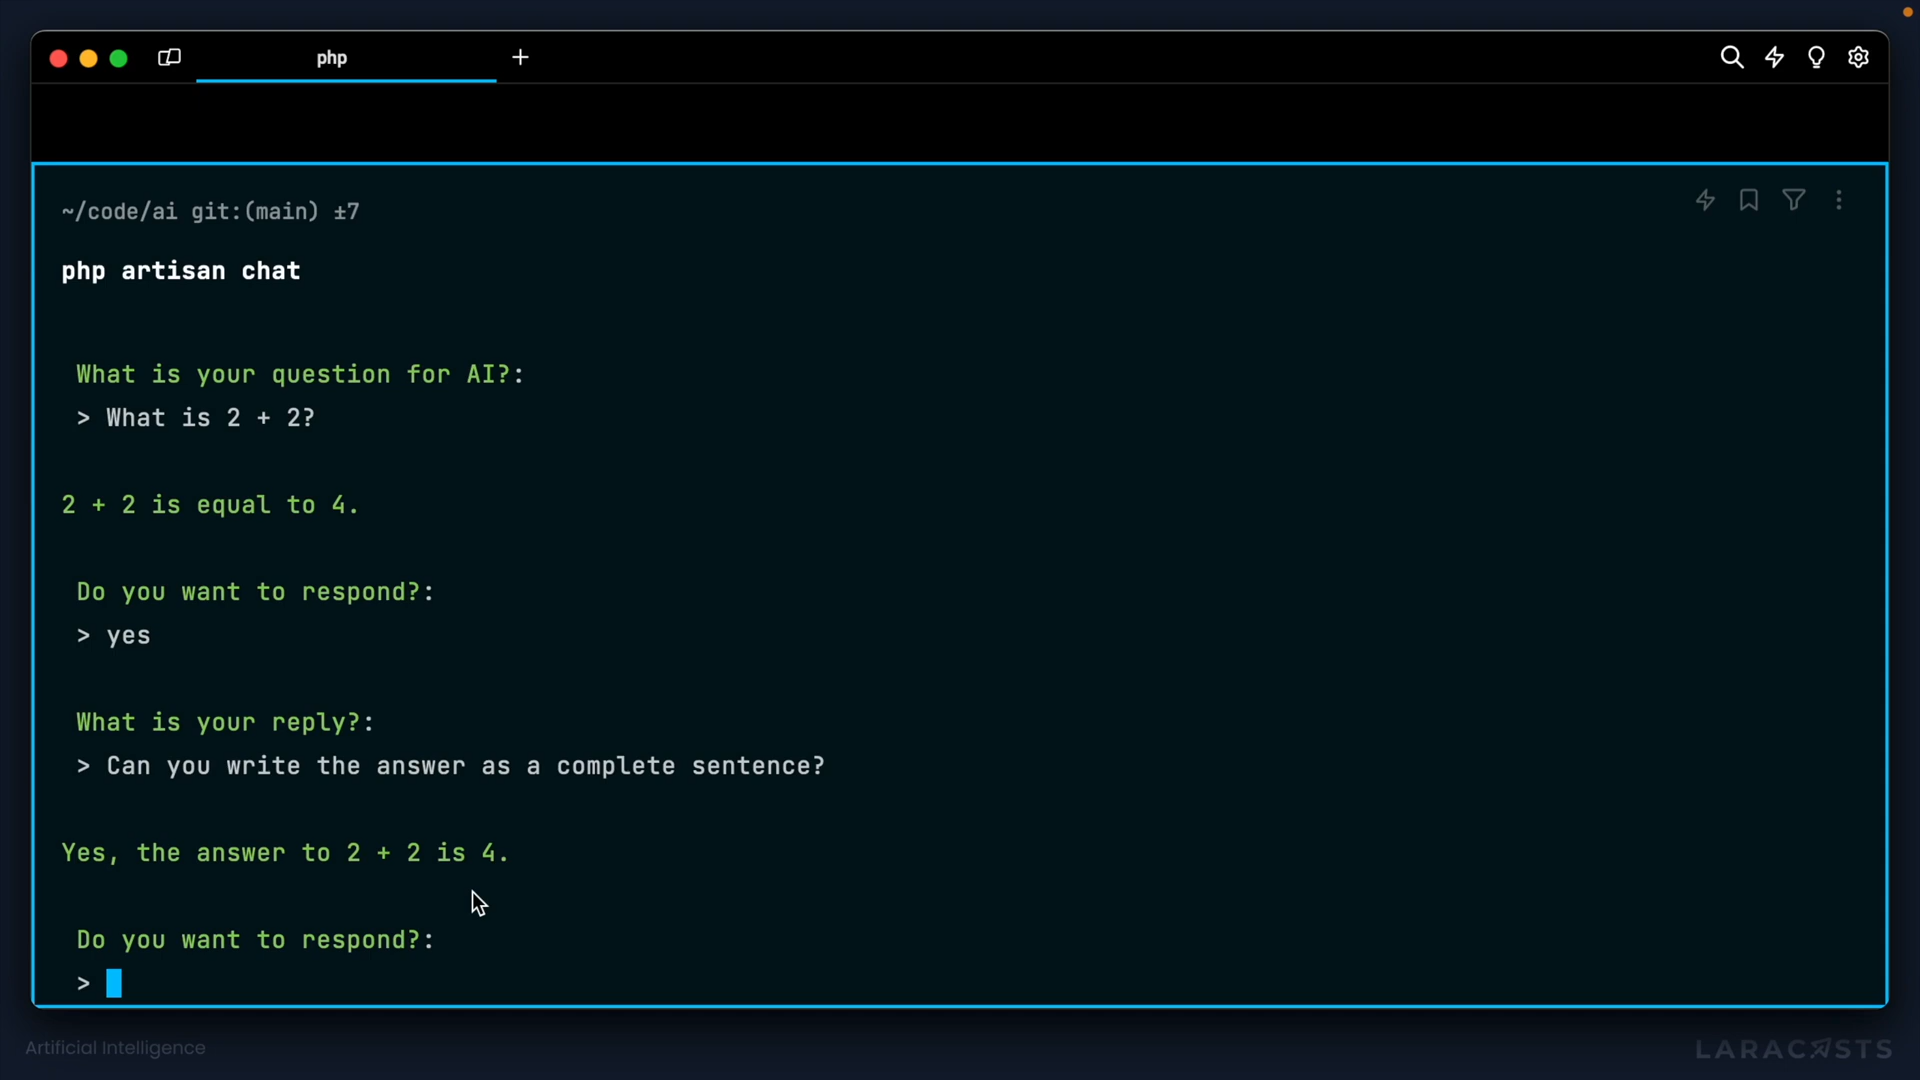 php
~/code/ai git:(main) ±7
php artisan chat
What is your question for AI?:
> What is 2 + 2?
2 + 2 is equal to 4.
Do you want to respond?:
> yes
What is your reply?:
> Can you write the answer as a complete sentence?
Yes, the answer to 2 + 2 is 4.
Do you want to respond?:
>
Artificial Intelligence
LARACASTS